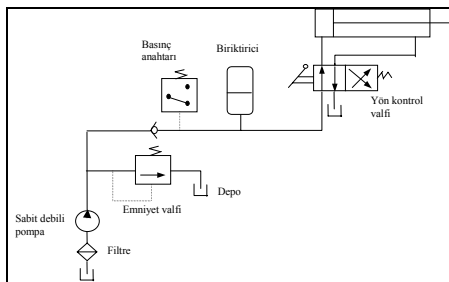 Basınç
anahtarı
Biriktirici
Yön kontrol
valfi
Depo
Emniyet valfi
Sabit debili
pompa
Filtre